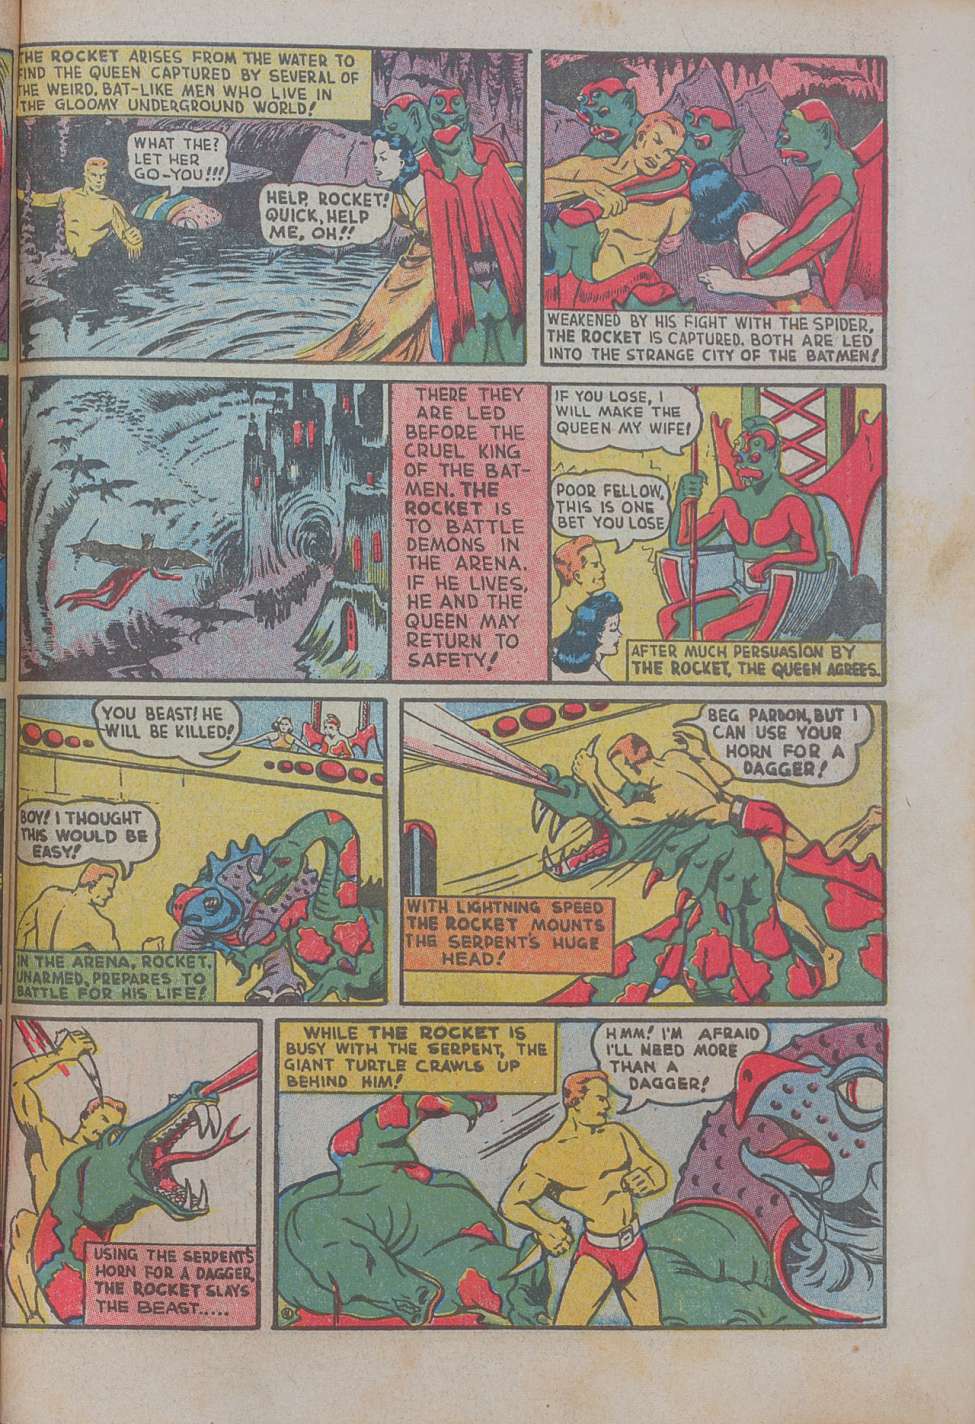 THE ROCKET ARISES FROM THE WATER TO
FIND THE QUEEN CAPTURED BY SEVERAL OF
THE WEIRD, BAT-LIKE MEN WHO LIVE IN
THE GLOOMY UNDERGROUND WORLD!
WHAT THE?
LET HER
GO-YOU!!!
HELP, ROCKET!
QUICK, HELP
ME, OH!!
WEAKENED BY HIS FIGHT WITH THE SPIDER,
THE ROCKET IS CAPTURED. BOTH ARE LED
INTO THE STRANGE CITY OF THE BATMEN!
THERE THEY
ARE LED
BEFORE THE
CRUEL KING
OF THE BAT-
MEN. THE
ROCKET IS
TO BATTLE
DEMONS IN
THE ARENA.
IF HE LIVES,
HE AND THE
QUEEN MAY
RETURN TO
SAFETY!
IF YOU LOSE, I
WILL MAKE THE
QUEEN MY WIFE!
POOR FELLOW,
THIS IS ONE
BET YOU LOSE
AFTER MUCH PERSUASION BY
THE ROCKET, THE QUEEN AGREES.
YOU BEAST! HE
WILL BE KILLED!
BOY! I THOUGHT
THIS WOULD BE
EASY!
IN THE ARENA, ROCKET,
UNARMED, PREPARES TO
BATTLE FOR HIS LIFE!
BEG PARDON, BUT I
CAN USE YOUR
HORN FOR A
DAGGER!
WITH LIGHTNING SPEED
THE ROCKET MOUNTS
THE SERPENT'S HUGE
HEAD!
USING THE SERPENT'S
HORN FOR A DAGGER,
THE ROCKET SLAYS
THE BEAST.....
WHILE THE ROCKET IS
BUSY WITH THE SERPENT, THE
GIANT TURTLE CRAWLS UP
BEHIND HIM!
HMM! I'M AFRAID
I'LL NEED MORE
THAN A
DAGGER!